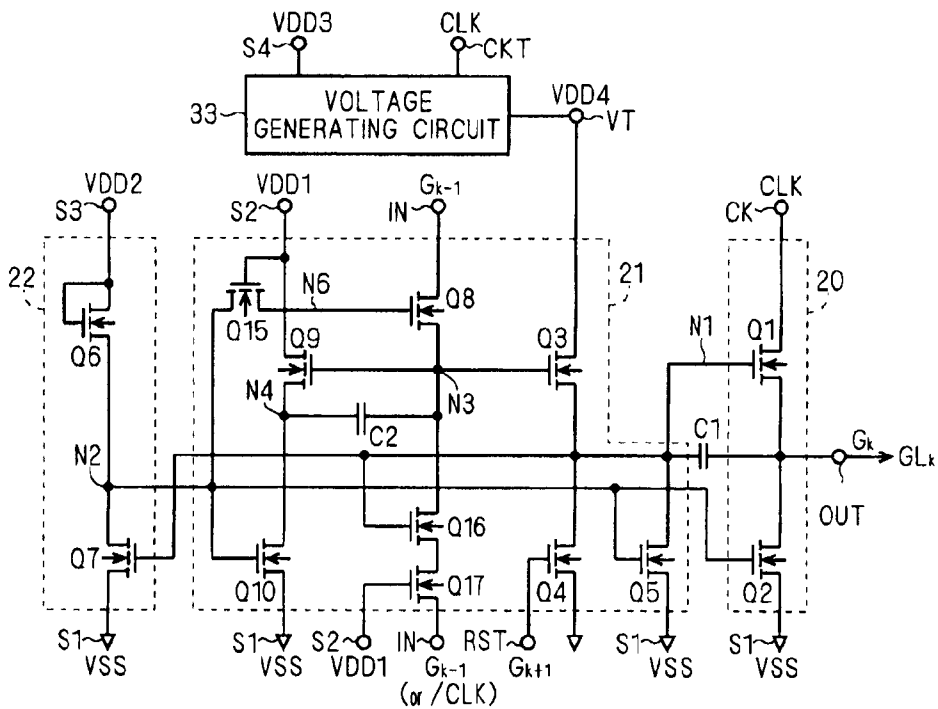 VDD3
CLK
S4
CKT
33
VOLTAGE
GENERATING CIRCUIT
VDD4
VT
VDD2
VDD1
Gk-1
CLK
S3
S2
IN
CK
22
21
20
N6
Q8
Q15
Q6
Q9
Q3
N1
Q1
N4
N3
C2
C1
Gk
GLk
N2
OUT
Q16
Q7
Q10
Q17
Q4
Q5
Q2
S1
VSS
S1
VSS
S2
VDD1
IN
Gk-1
(or /CLK)
RST
Gk+1
S1
VSS
S1
VSS